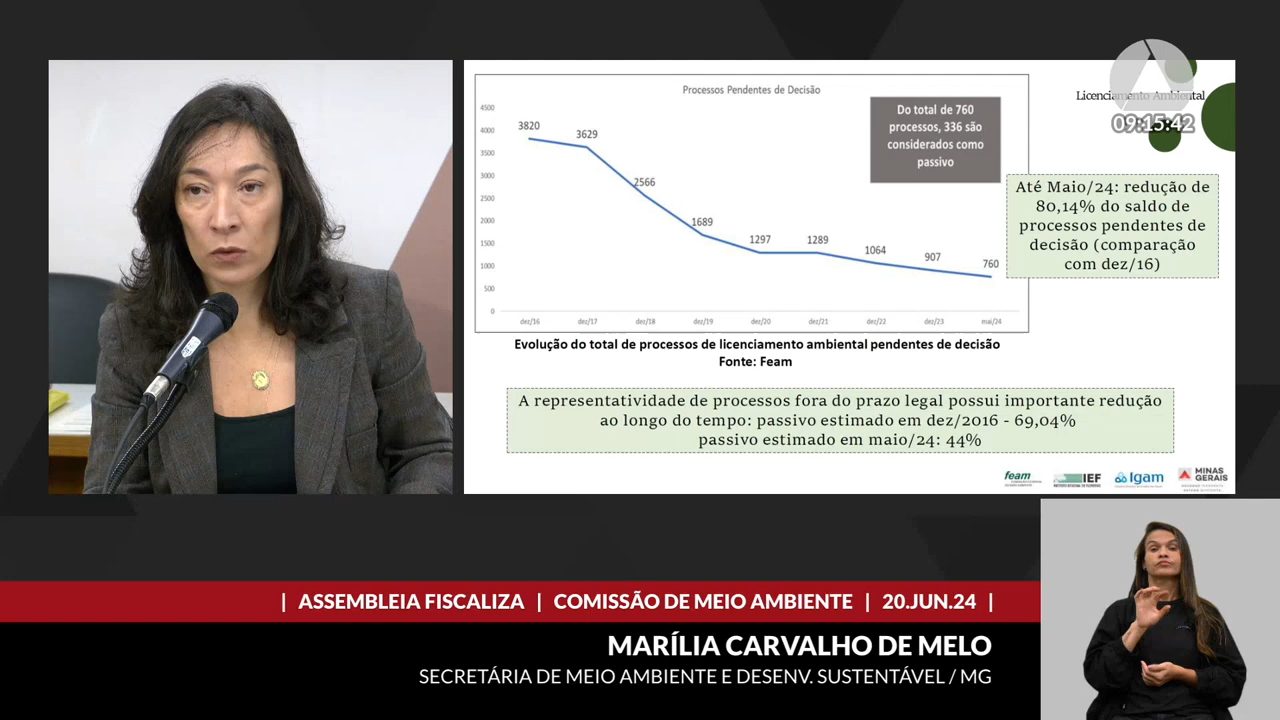 Processos Pendentes de Decisão
4500
4000
3500
3000
2500
2000
1500
1000
500
0
3820
3629
2566
1689
1297
1289
1064
907
760
dez/16
dez/17
dez/18
dez/19
dez/20
dez/21
dez/22
dez/23
mai/24
Do total de 760
processos, 336 são
considerados como
passivo
Licenciamento Ambiental
09:15:42
Até Maio/24: redução de
80,14% do saldo de
processos pendentes de
decisão (comparação
com dez/16)
Evolução do total de processos de licenciamento ambiental pendentes de decisão
Fonte: Feam
A representatividade de processos fora do prazo legal possui importante redução
ao longo do tempo: passivo estimado em dez/2016 - 69,04%
passivo estimado em maio/24: 44%
feam
IEF
Igam
MINAS
GERAIS
| ASSEMBLEIA FISCALIZA | COMISSÃO DE MEIO AMBIENTE | 20.JUN.24 |
MARÍLIA CARVALHO DE MELO
SECRETÁRIA DE MEIO AMBIENTE E DESENV. SUSTENTÁVEL / MG